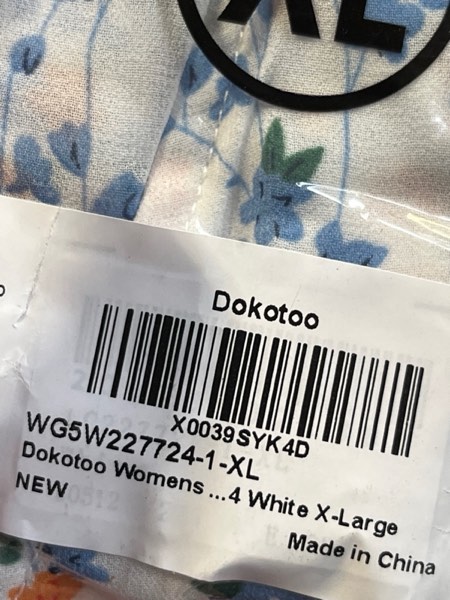 XL
Dokotoo
X0039SYK4D
WG5W227724-1-XL
Dokotoo Womens ...4 White X-Large
NEW
Made in China